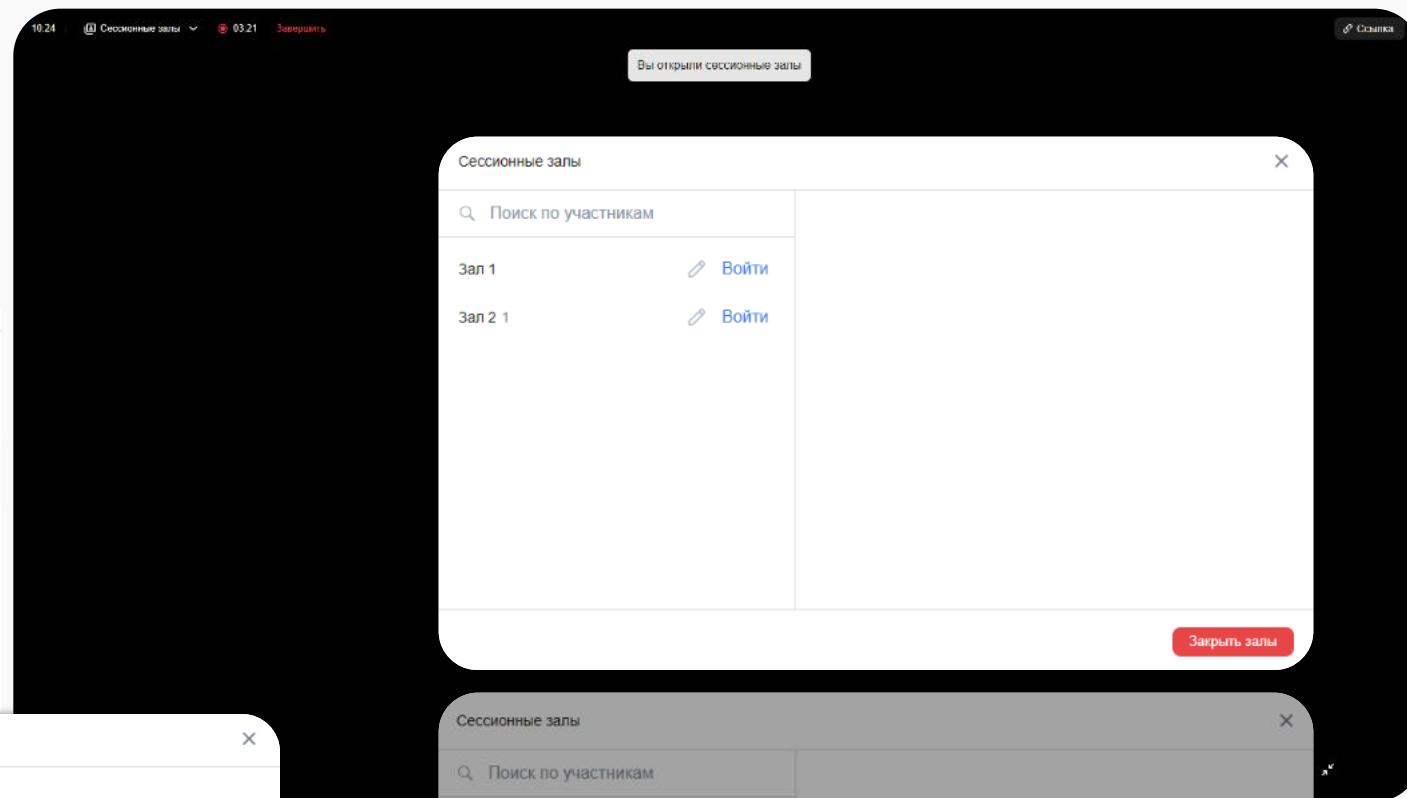 10:24 Сессионные залы 03:21 Завершить Ссылка
Вы открыли сессионные залы
Сессионные залы
Поиск по участникам
Зал 1 Войти
Зал 2 1 Войти
Закрыть залы
Сессионные залы
Поиск по участникам